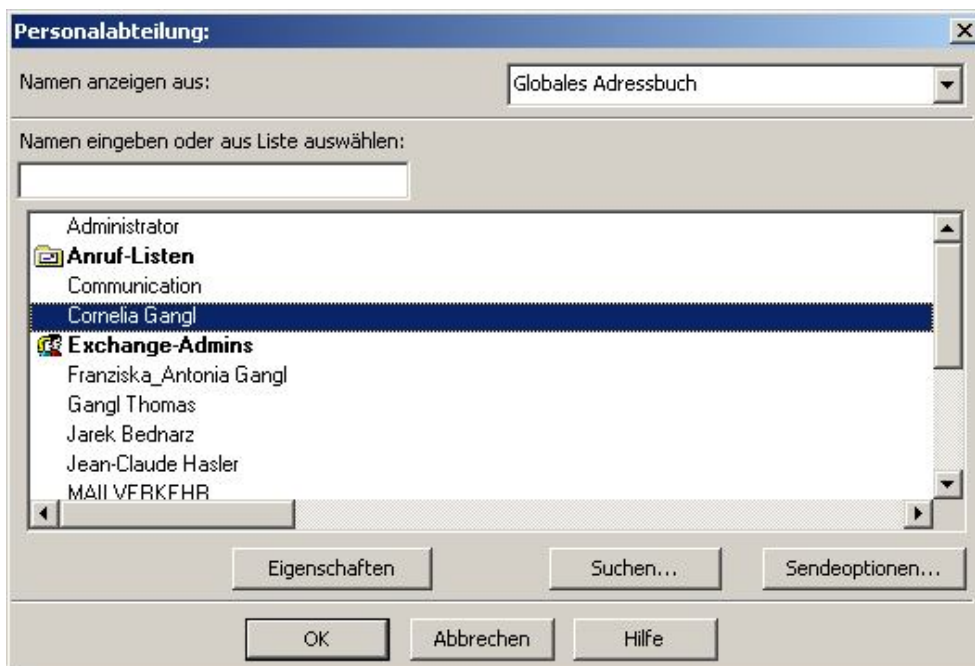 Personalabteilung:
Namen anzeigen aus: Globales Adressbuch
Namen eingeben oder aus Liste auswählen:
Administrator
Anruf-Listen
Communication
Cornelia Gangl
Exchange-Admins
Franziska_Antonia Gangl
Gangl Thomas
Jarek Bednarz
Jean-Claude Hasler
MAILVERKEHR
Eigenschaften Suchen... Sendeoptionen...
OK Abbrechen Hilfe